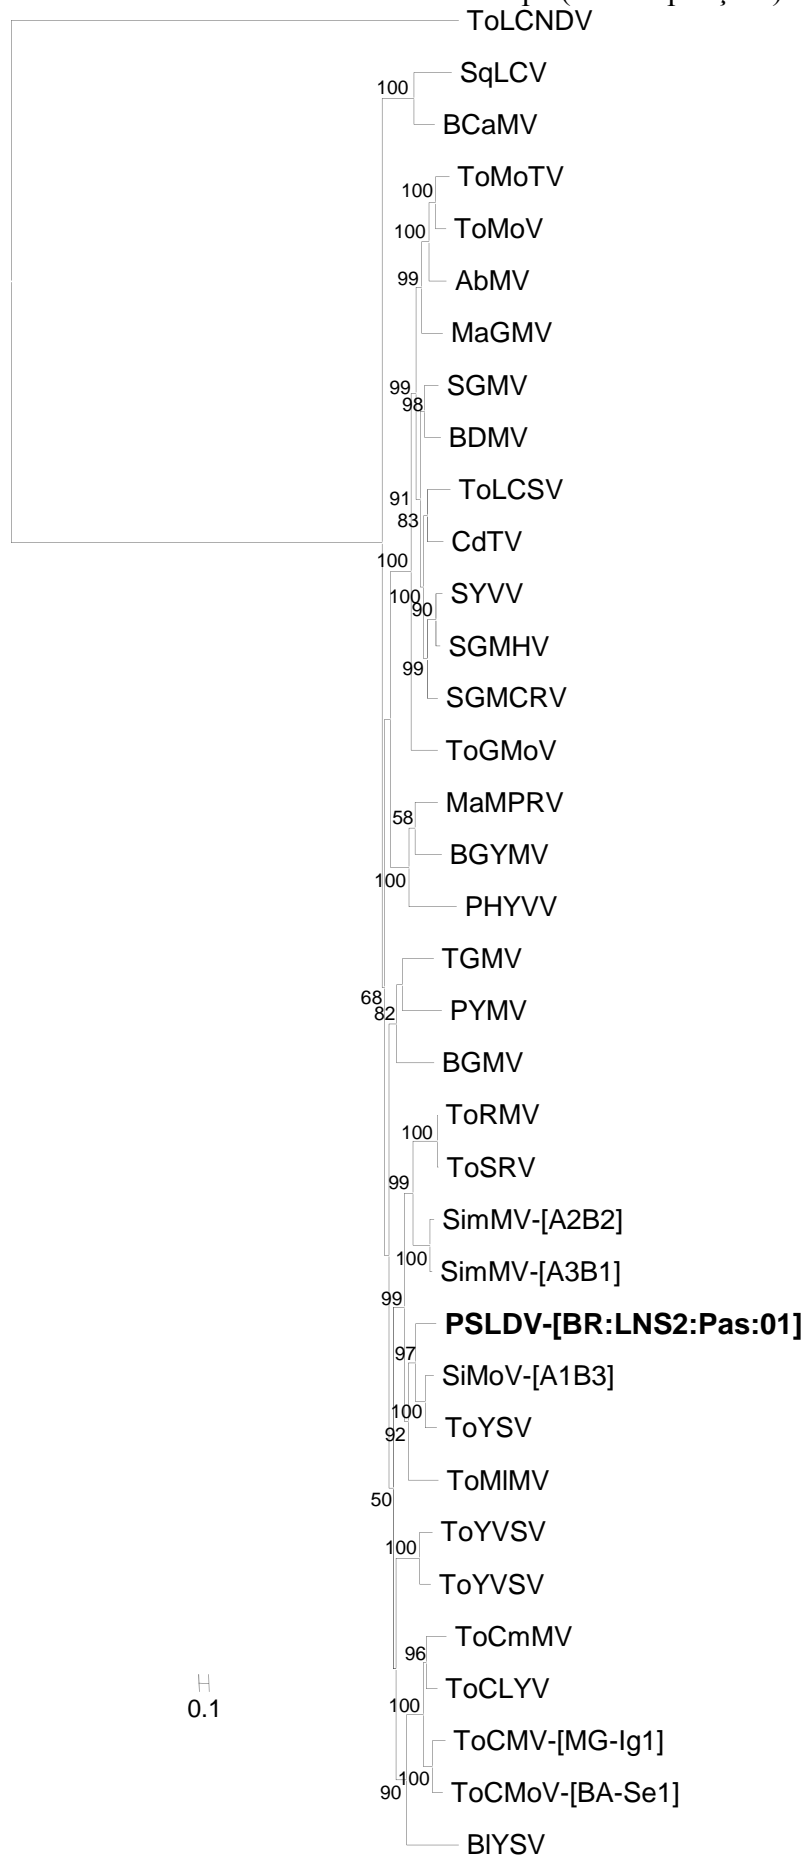 ToLCNDV
SqLCV
100
BCaMV
ToMoTV
100
ToMoV
100
AbMV
99
MaGMV
SGMV
99
98
BDMV
ToLCSV
91
83
CdTV
100
SYVV
100
90
SGMHV
99
SGMCRV
ToGMoV
MaMPRV
58
BGYMV
100
PHYVV
TGMV
68
82
PYMV
BGMV
ToRMV
100
ToSRV
99
SimMV-[A2B2]
100
SimMV-[A3B1]
99
PSLDV-[BR:LNS2:Pas:01]
97
SiMoV-[A1B3]
100
ToYSV
92
ToMlMV
50
ToYVSV
100
ToYVSV
ToCmMV
96
ToCLYV
0.1
100
ToCMV-[MG-Ig1]
100
ToCMoV-[BA-Se1]
90
BlYSV